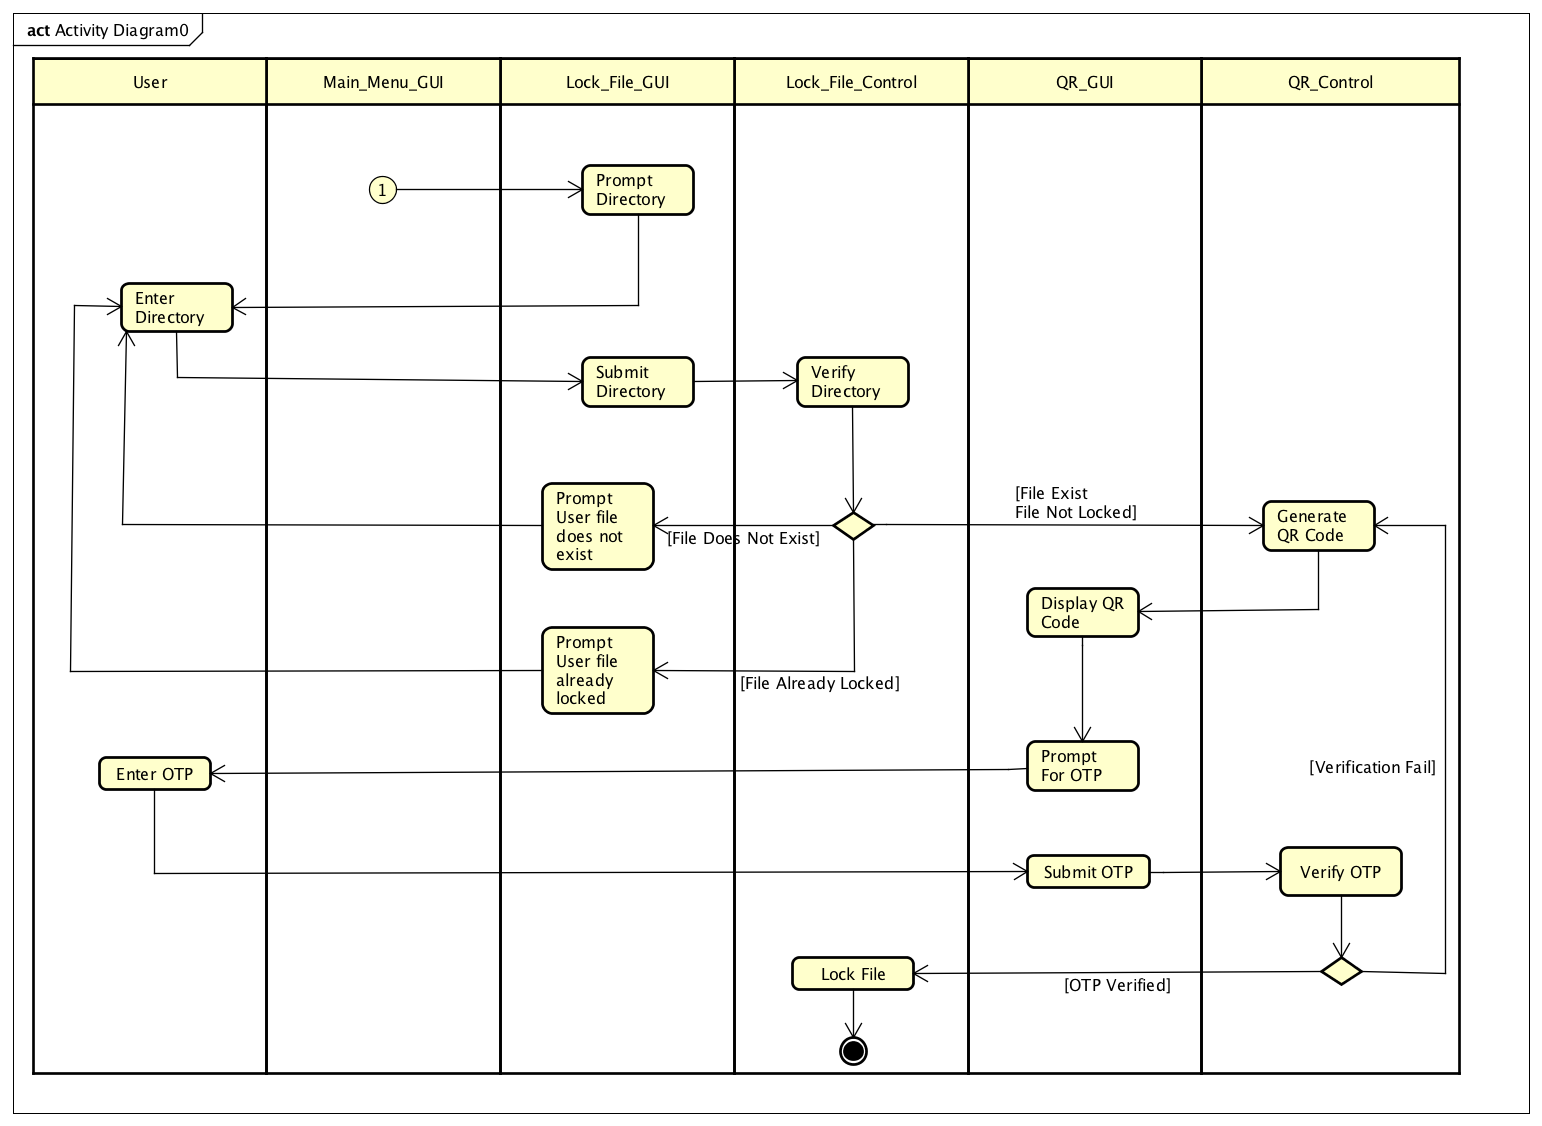 act Activity Diagram0
User
Main_Menu_GUI
Lock_File_GUI
Lock_File_Control
QR_GUI
QR_Control
1
Prompt
Directory
Enter
Directory
Submit
Directory
Verify
Directory
Prompt
User file
does not
exist
[File Does Not Exist]
[File Exist
File Not Locked]
Generate
QR Code
Display QR
Code
Prompt
User file
already
locked
[File Already Locked]
Enter OTP
Prompt
For OTP
[Verification Fail]
Submit OTP
Verify OTP
Lock File
[OTP Verified]